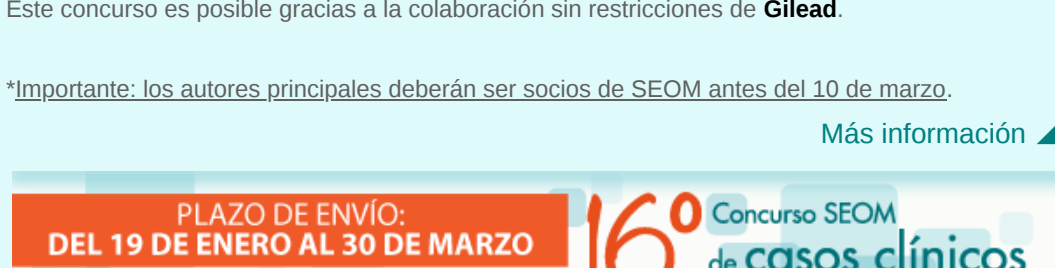 Este concurso es posible gracias a la colaboración sin restricciones de Gilead.
*Importante: los autores principales deberán ser socios de SEOM antes del 10 de marzo.
Más información
PLAZO DE ENVÍO:
DEL 19 DE ENERO AL 30 DE MARZO
16º Concurso SEOM
de casos clínicos